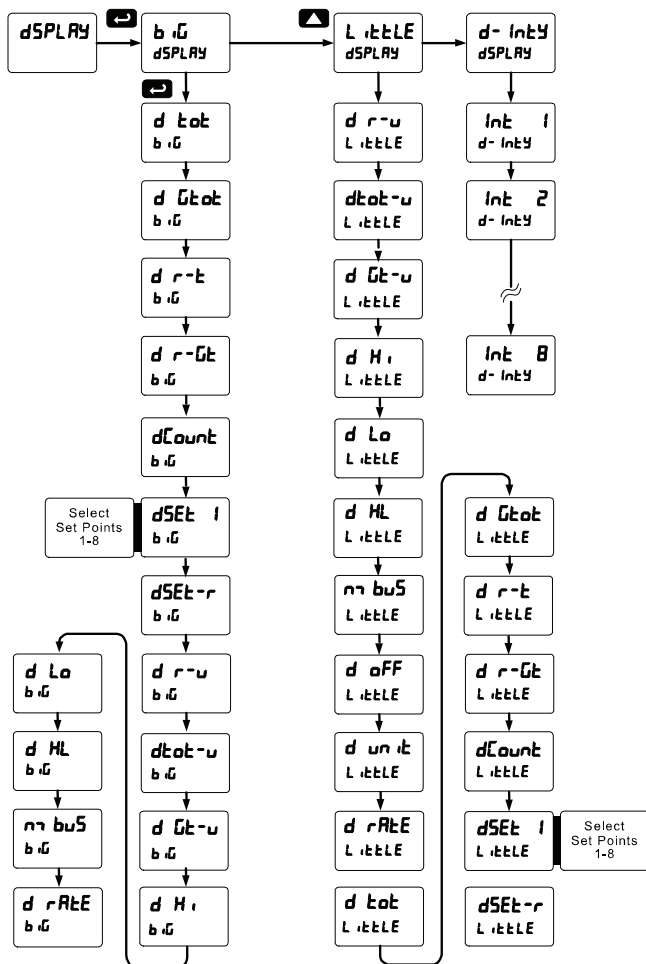 dSPLAY
biG
dSPLAY
LittLE
dSPLAY
d-IntY
dSPLAY
d tot
biG
d Gtot
biG
d r-t
biG
d r-Gt
biG
dCount
biG
Select
Set Points
1-8
dSEt 1
biG
dSEt-r
biG
d r-u
biG
dtot-u
biG
d Gt-u
biG
d Hi
biG
d Lo
biG
d HL
biG
m buS
biG
d rAtE
biG
d r-u
LittLE
dtot-u
LittLE
d Gt-u
LittLE
d Hi
LittLE
d Lo
LittLE
d HL
LittLE
m buS
LittLE
d oFF
LittLE
d unit
LittLE
d rAtE
LittLE
d tot
LittLE
d Gtot
LittLE
d r-t
LittLE
d r-Gt
LittLE
dCount
LittLE
dSEt 1
LittLE
Select
Set Points
1-8
dSEt-r
LittLE
Int 1
d-IntY
Int 2
d-IntY
Int 8
d-IntY